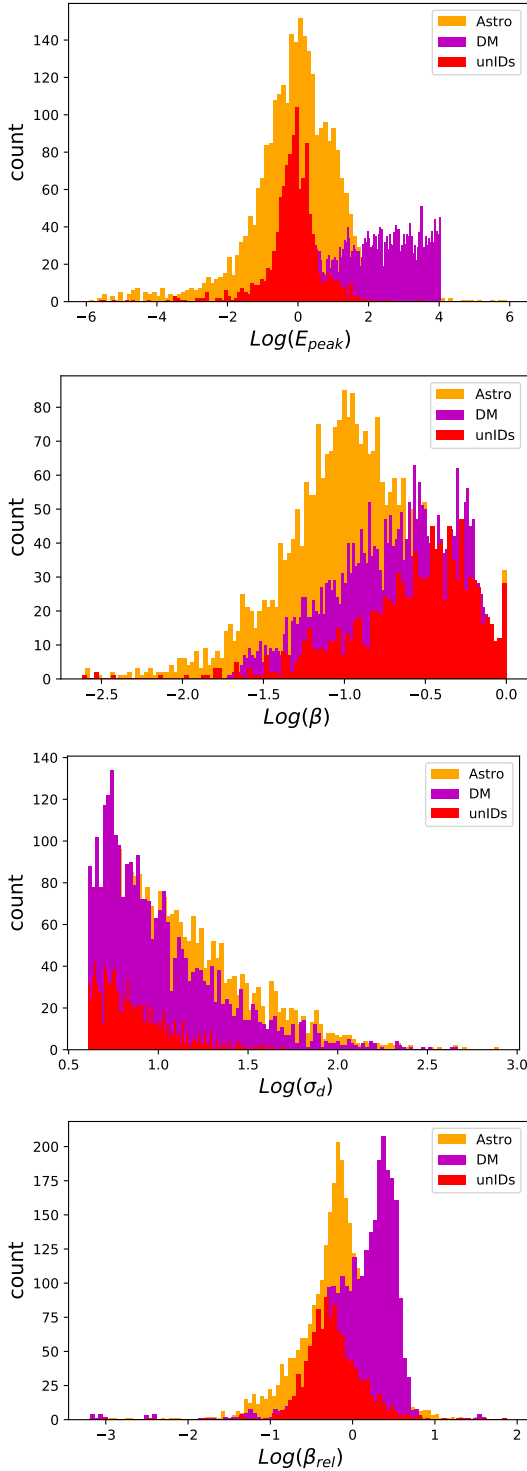 140
120
100
80
60
40
20
0
count
Astro
DM
unIDs
−6 −4 −2 0 2 4 6
Log(E_peak)
80
70
60
50
40
30
20
10
0
count
Astro
DM
unIDs
−2.5 −2.0 −1.5 −1.0 −0.5 0.0
Log(β)
140
120
100
80
60
40
20
0
count
Astro
DM
unIDs
0.5 1.0 1.5 2.0 2.5 3.0
Log(σ_d)
200
175
150
125
100
75
50
25
0
count
Astro
DM
unIDs
−3 −2 −1 0 1 2
Log(β_rel)